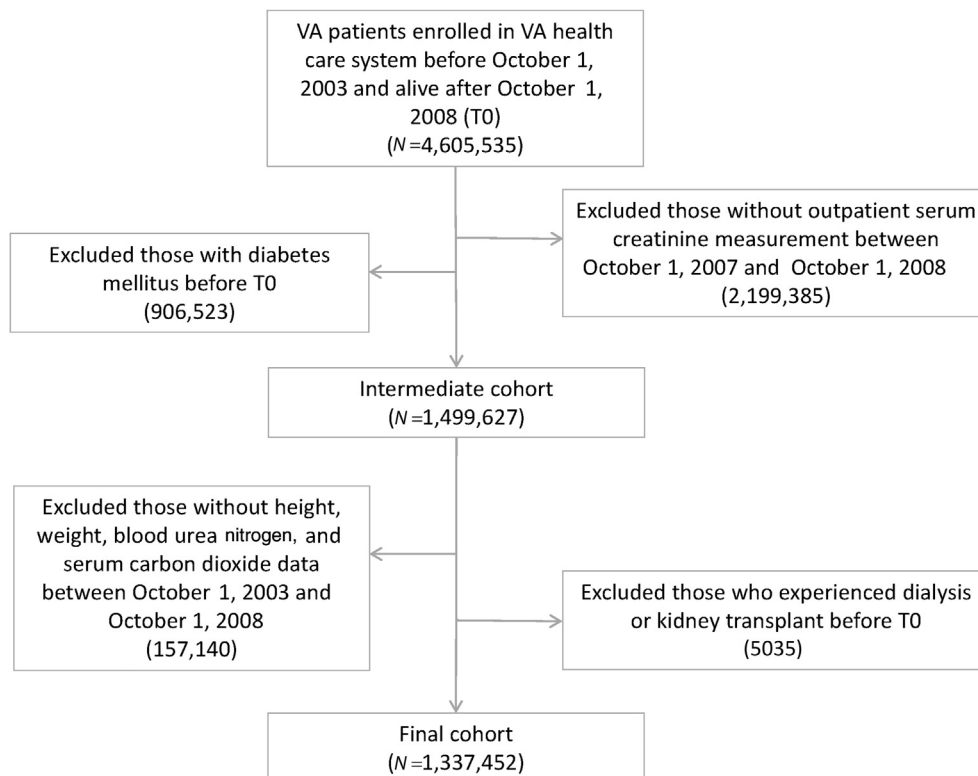 VA patients enrolled in VA health
care system before October 1,
2003 and alive after October 1,
2008 (T0)
(N=4,605,535)
Excluded those without outpatient serum
creatinine measurement between
October 1, 2007 and October 1, 2008
(2,199,385)
Excluded those with diabetes
mellitus before T0
(906,523)
Intermediate cohort
(N=1,499,627)
Excluded those without height,
weight, blood urea nitrogen, and
serum carbon dioxide data
between October 1, 2003 and
October 1, 2008
(157,140)
Excluded those who experienced dialysis
or kidney transplant before T0
(5035)
Final cohort
(N=1,337,452)